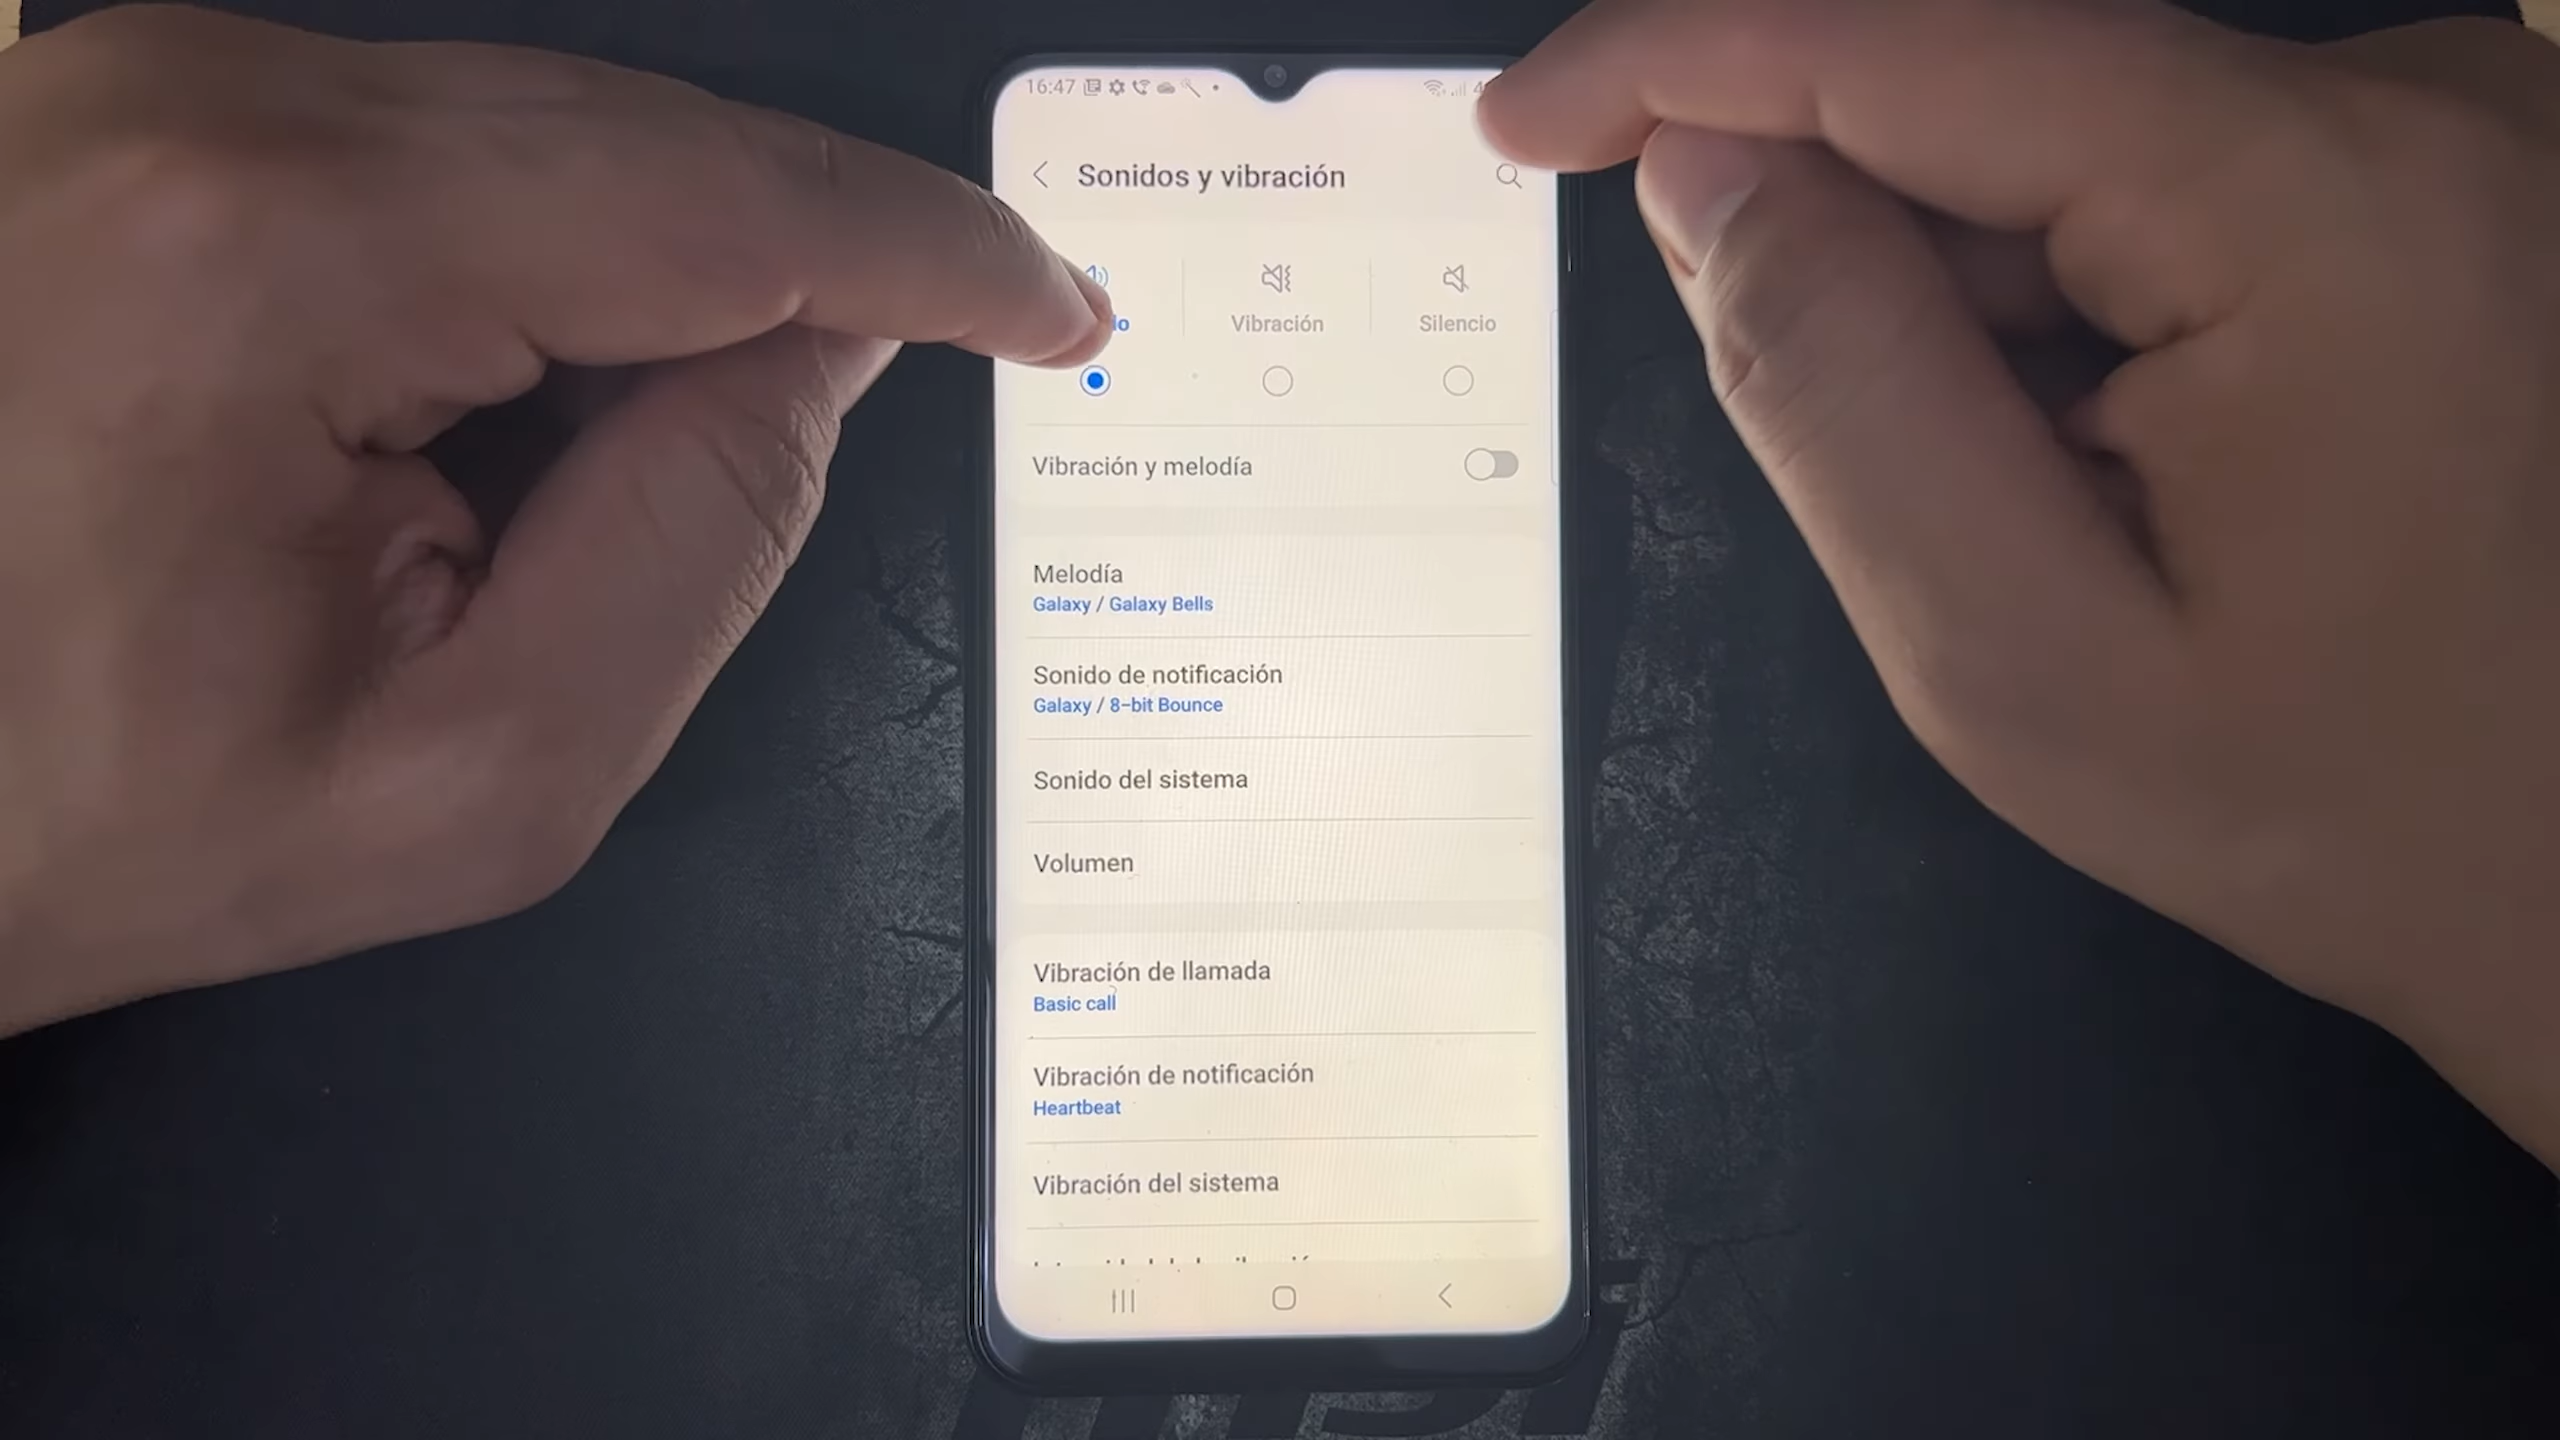 16:47
Sonidos y vibración
Vibración
Silencio
Vibración y melodía
Melodía
Galaxy / Galaxy Bells
Sonido de notificación
Galaxy / 8-bit Bounce
Sonido del sistema
Volumen
Vibración de llamada
Basic call
Vibración de notificación
Heartbeat
Vibración del sistema